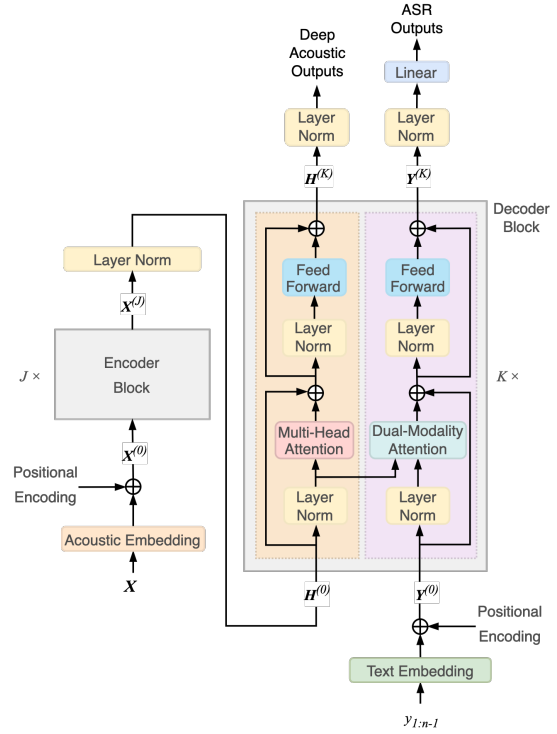 ASR
Outputs
Deep
Acoustic
Outputs
Linear
Layer
Norm
Layer
Norm
H(K)
Y(K)
Decoder
Block
Layer Norm
X(J)
Feed
Forward
Feed
Forward
Layer
Norm
Layer
Norm
Encoder
Block
J ×
K ×
Multi-Head
Attention
Dual-Modality
Attention
X(0)
Positional
Encoding
Layer
Norm
Layer
Norm
Acoustic Embedding
X
H(0)
Y(0)
Positional
Encoding
Text Embedding
y1:n-1